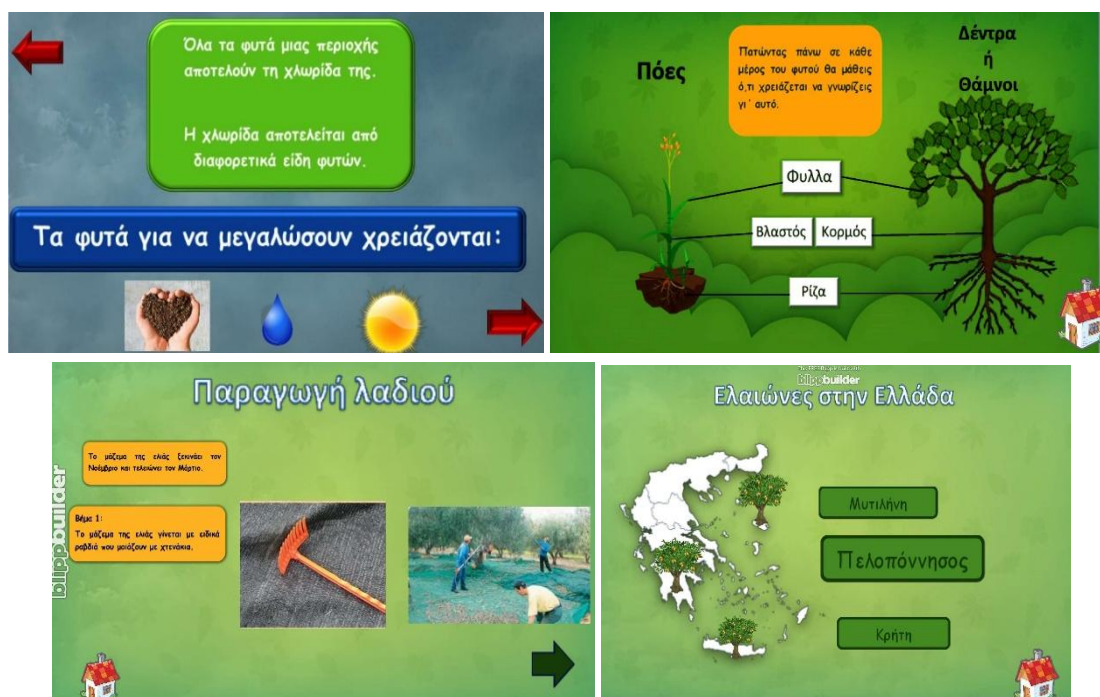 Όλα τα φυτά μιας περιοχής
αποτελούν τη χλωρίδα της.
Η χλωρίδα αποτελείται από
διαφορετικά είδη φυτών.
Τα φυτά για να μεγαλώσουν χρειάζονται:
Πόες
Πατώντας πάνω σε κάθε
μέρος του φυτού θα μάθεις
ό,τι χρειάζεται να γνωρίζεις
γι΄ αυτό.
Δέντρα
ή
Θάμνοι
Φυλλα
Βλαστός
Κορμός
Ρίζα
Παραγωγή λαδιού
Το μάζεμα της ελιάς ξεκινάει τον
Νοέμβριο και τελειώνει τον Μάρτιο.
Βήμα 1:
Το μάζεμα της ελιάς γίνεται με ειδικά
ραβδιά που μοιάζουν με χτενάκια.
blippbuilder
blippbuilder
Ελαιώνες στην Ελλάδα
Μυτιλήνη
Πελοπόννησος
Κρήτη